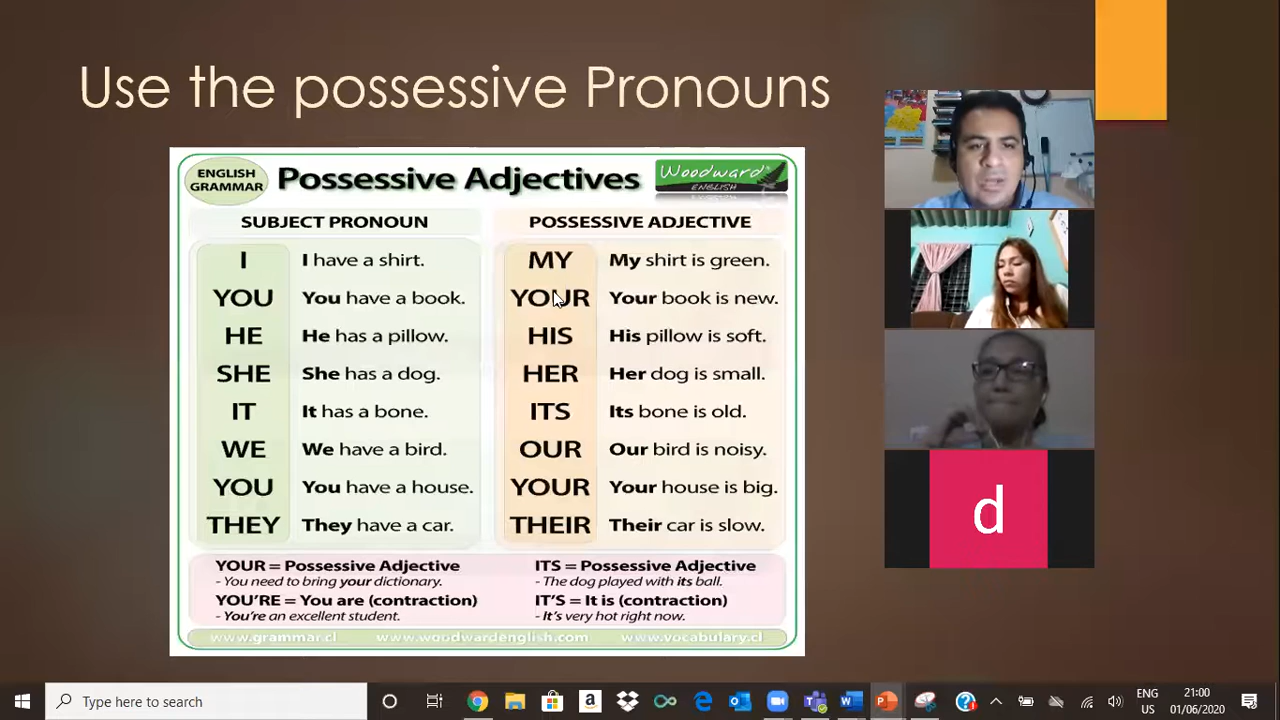 Use the possessive Pronouns
ENGLISH
GRAMMAR
Possessive Adjectives
Woodward
ENGLISH
SUBJECT PRONOUN
POSSESSIVE ADJECTIVE
I
I have a shirt.
MY
My shirt is green.
YOU
You have a book.
YOUR
Your book is new.
HE
He has a pillow.
HIS
His pillow is soft.
SHE
She has a dog.
HER
Her dog is small.
IT
It has a bone.
ITS
Its bone is old.
WE
We have a bird.
OUR
Our bird is noisy.
YOU
You have a house.
YOUR
Your house is big.
THEY
They have a car.
THEIR
Their car is slow.
YOUR = Possessive Adjective
- You need to bring your dictionary.
YOU'RE = You are (contraction)
- You're an excellent student.
ITS = Possessive Adjective
- The dog played with its ball.
IT'S = It is (contraction)
- It's very hot right now.
www.grammar.cl
www.woodwardenglish.com
www.vocabulary.cl
d
Type here to search
ENG
US
21:00
01/06/2020